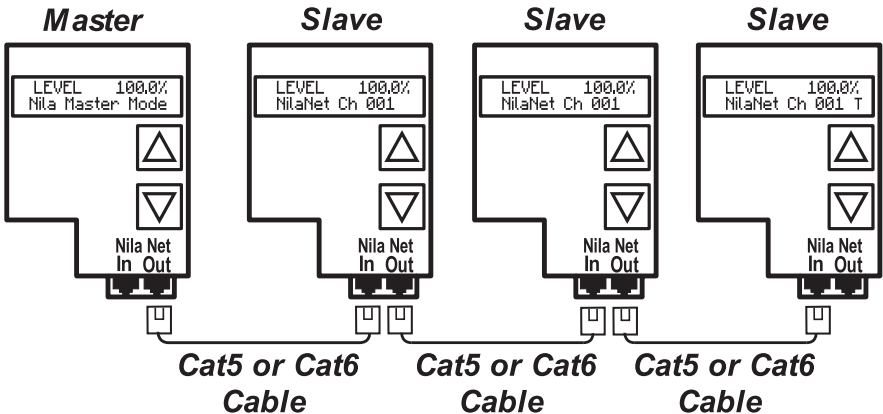 Master Slave Slave Slave
LEVEL 100.0% LEVEL 100.0% LEVEL 100.0% LEVEL 100.0%
Nila Master Mode NilaNet Ch 001 NilaNet Ch 001 NilaNet Ch 001 T
Nila Net Nila Net Nila Net Nila Net
In Out In Out In Out In Out
Cat5 or Cat6 Cat5 or Cat6 Cat5 or Cat6
Cable Cable Cable